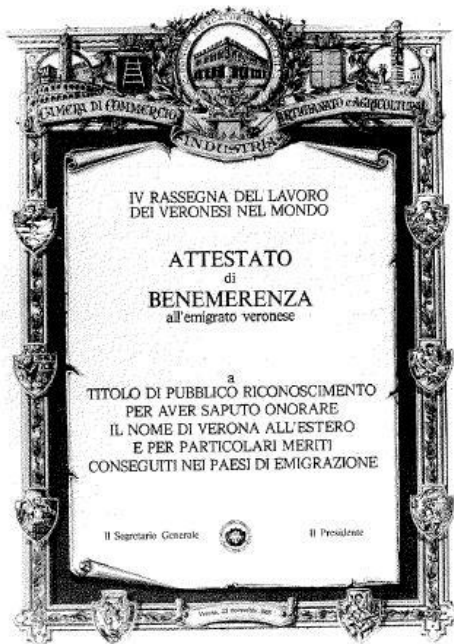 CAMERA DI COMMERCIO
INDUSTRIA
ARTIGIANATO e AGRICOLTURA
IV RASSEGNA DEL LAVORO
DEI VERONESI NEL MONDO
ATTESTATO
di
BENEMERENZA
all'emigrato veronese
a
TITOLO DI PUBBLICO RICONOSCIMENTO
PER AVER SAPUTO ONORARE
IL NOME DI VERONA ALL'ESTERO
E PER PARTICOLARI MERITI
CONSEGUITI NEI PAESI DI EMIGRAZIONE
Il Segretario Generale
Il Presidente
Verona, novembre